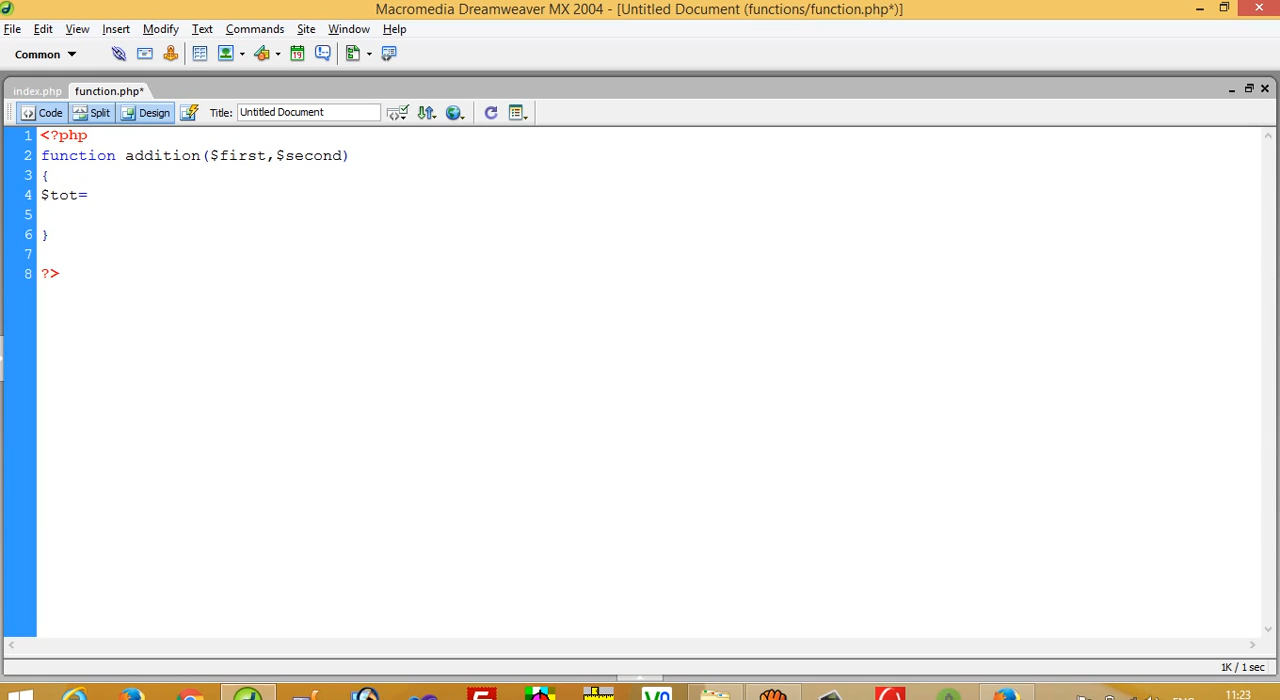 Macromedia Dreamweaver MX 2004 - [Untitled Document (functions/function.php*)]
File Edit View Insert Modify Text Commands Site Window Help
Common
index.php function.php*
Code Split Design Title: Untitled Document
1 <?php
2 function addition($first,$second)
3 {
4 $tot=
5
6 }
7
8 ?>
1K / 1 sec
11:23